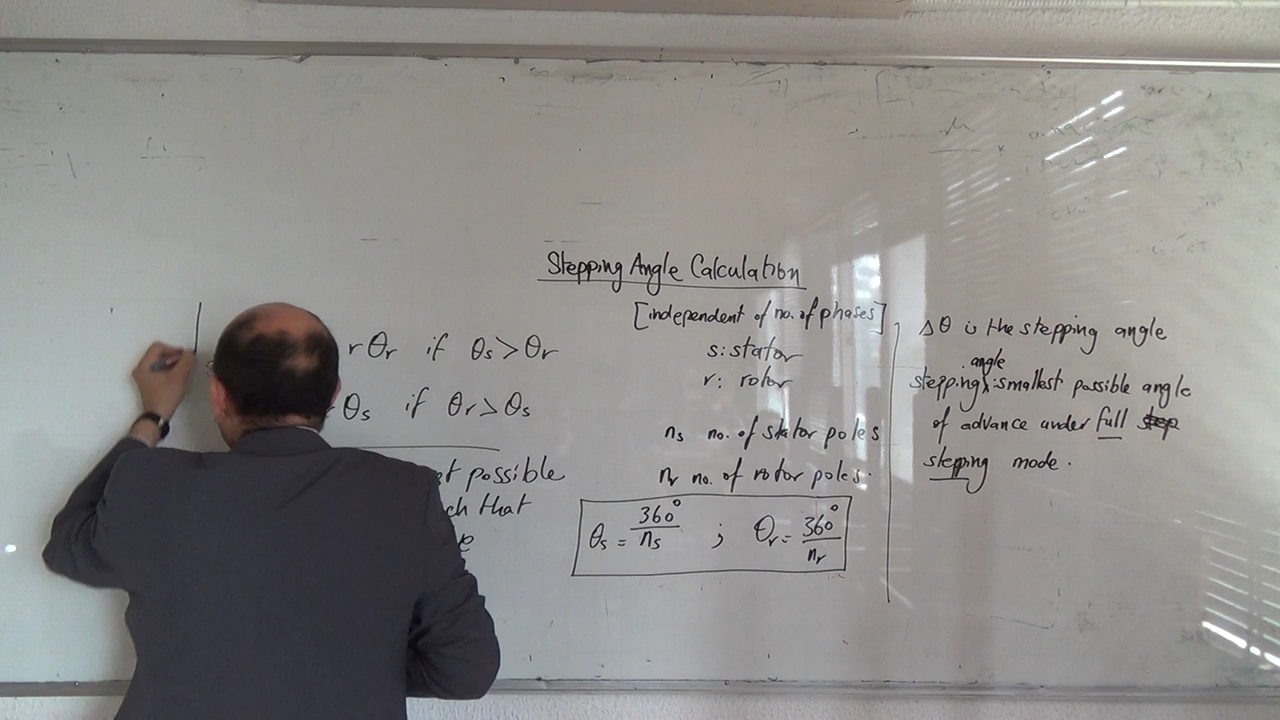 Stepping Angle Calculation
[independent of no. of phases]
s: stator
r: rotor
ns no. of stator poles
nr no. of rotor poles.
θs = 360°/ns ; θr = 360°/nr
rθr if θs > θr
rθs if θr > θs
possible
that
Δθ is the stepping angle
angle
stepping : smallest possible angle
of advance under full step
stepping mode.